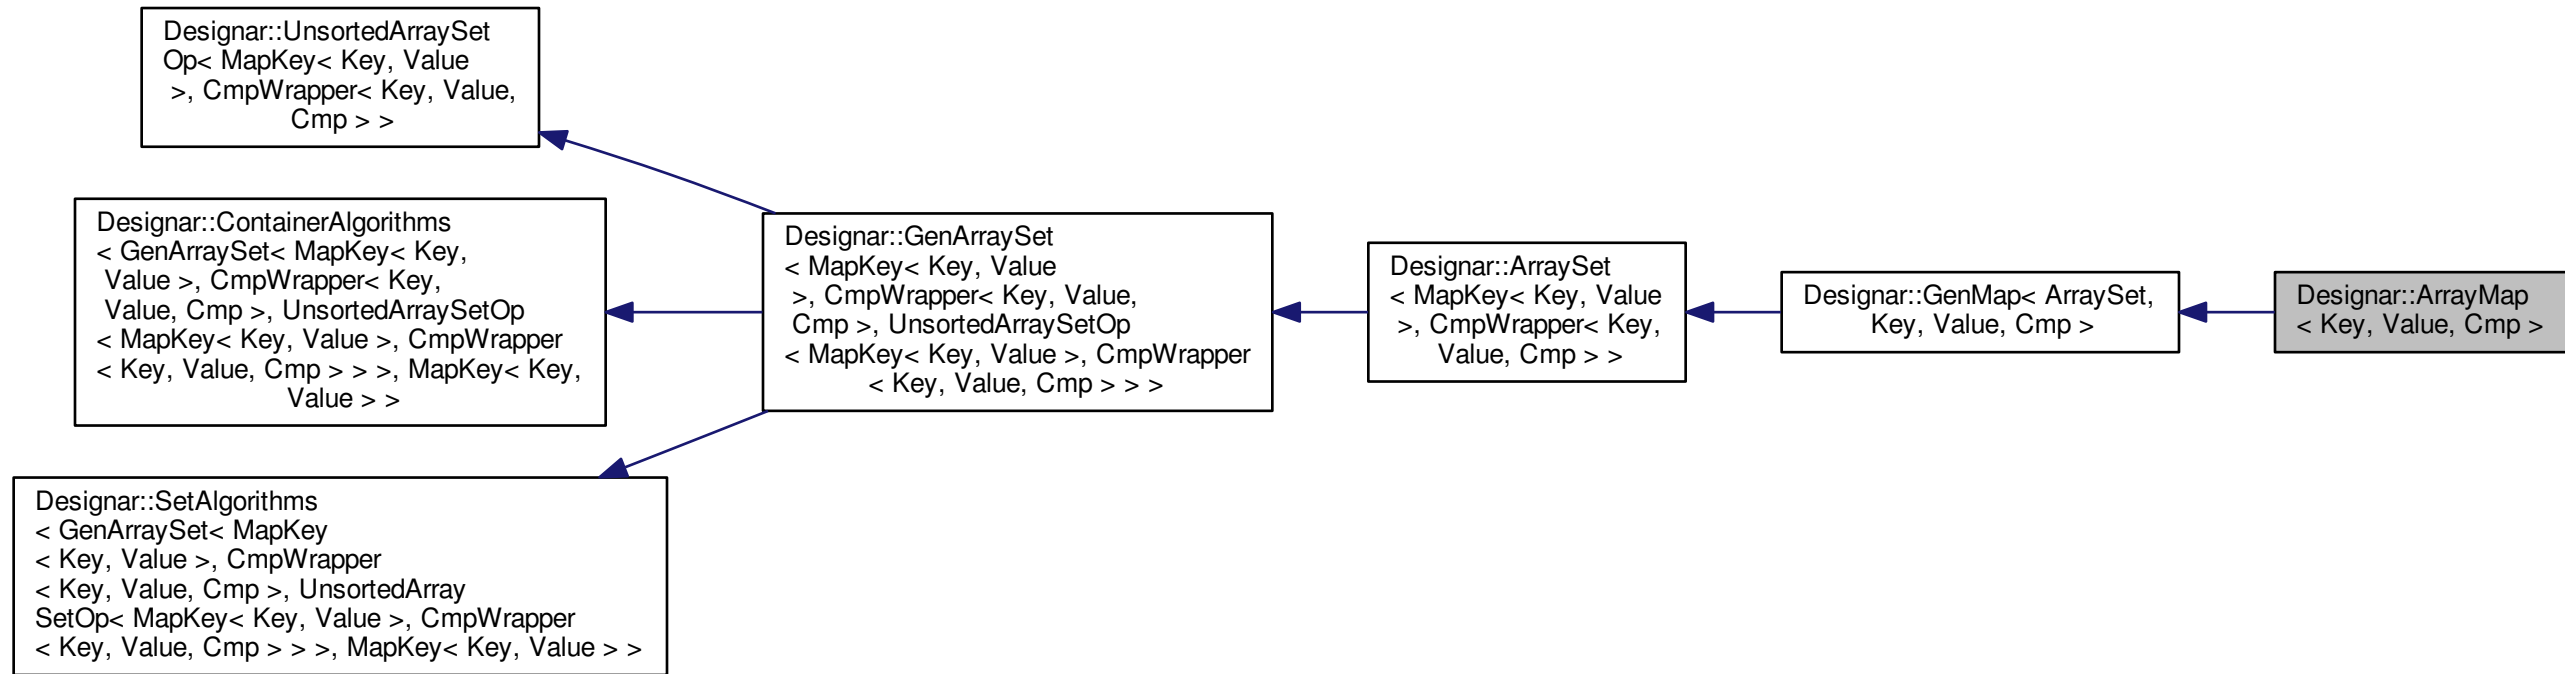 Designar::UnsortedArraySet
Op< MapKey< Key, Value
>, CmpWrapper< Key, Value,
Cmp > >
Designar::ContainerAlgorithms
< GenArraySet< MapKey< Key,
Value >, CmpWrapper< Key,
Value, Cmp >, UnsortedArraySetOp
< MapKey< Key, Value >, CmpWrapper
< Key, Value, Cmp > > >, MapKey< Key,
Value > >
Designar::SetAlgorithms
< GenArraySet< MapKey
< Key, Value >, CmpWrapper
< Key, Value, Cmp >, UnsortedArray
SetOp< MapKey< Key, Value >, CmpWrapper
< Key, Value, Cmp > > >, MapKey< Key, Value > >
Designar::GenArraySet
< MapKey< Key, Value
>, CmpWrapper< Key, Value,
Cmp >, UnsortedArraySetOp
< MapKey< Key, Value >, CmpWrapper
< Key, Value, Cmp > > >
Designar::ArraySet
< MapKey< Key, Value
>, CmpWrapper< Key,
Value, Cmp > >
Designar::GenMap< ArraySet,
Key, Value, Cmp >
Designar::ArrayMap
< Key, Value, Cmp >